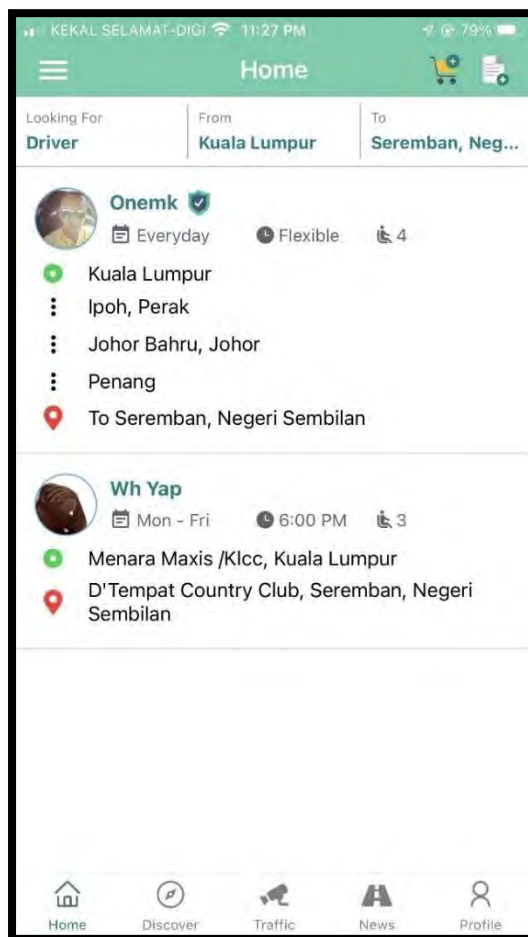 KEKAL SELAMAT-DIGI 11:27 PM 79%
Home
Looking For From To
Driver Kuala Lumpur Seremban, Neg...
Onemk
Everyday Flexible 4
Kuala Lumpur
Ipoh, Perak
Johor Bahru, Johor
Penang
To Seremban, Negeri Sembilan
Wh Yap
Mon - Fri 6:00 PM 3
Menara Maxis /Klcc, Kuala Lumpur
D'Tempat Country Club, Seremban, Negeri
Sembilan
Home Discover Traffic News Profile